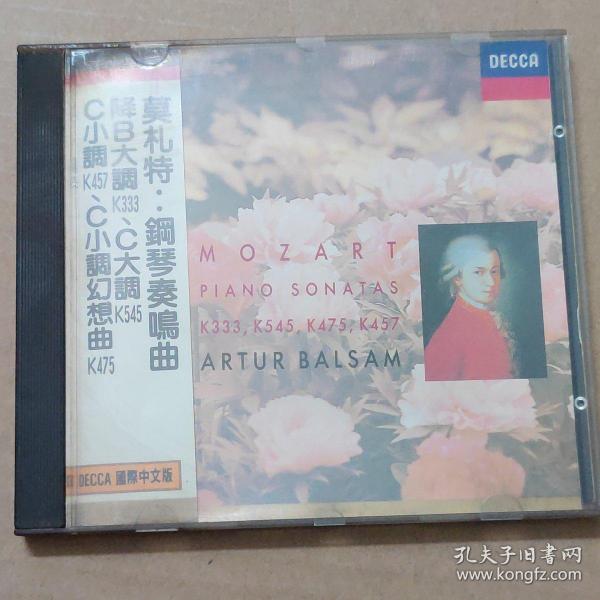 DECCA
莫札特：鋼琴奏鳴曲
降B大調K333、C大調K545
C小調K457、C小調幻想曲K475
DECCA 國際中文版
MOZART
PIANO SONATAS
K333, K545, K475, K457
ARTUR BALSAM
孔夫子旧书网
www.kongfz.com